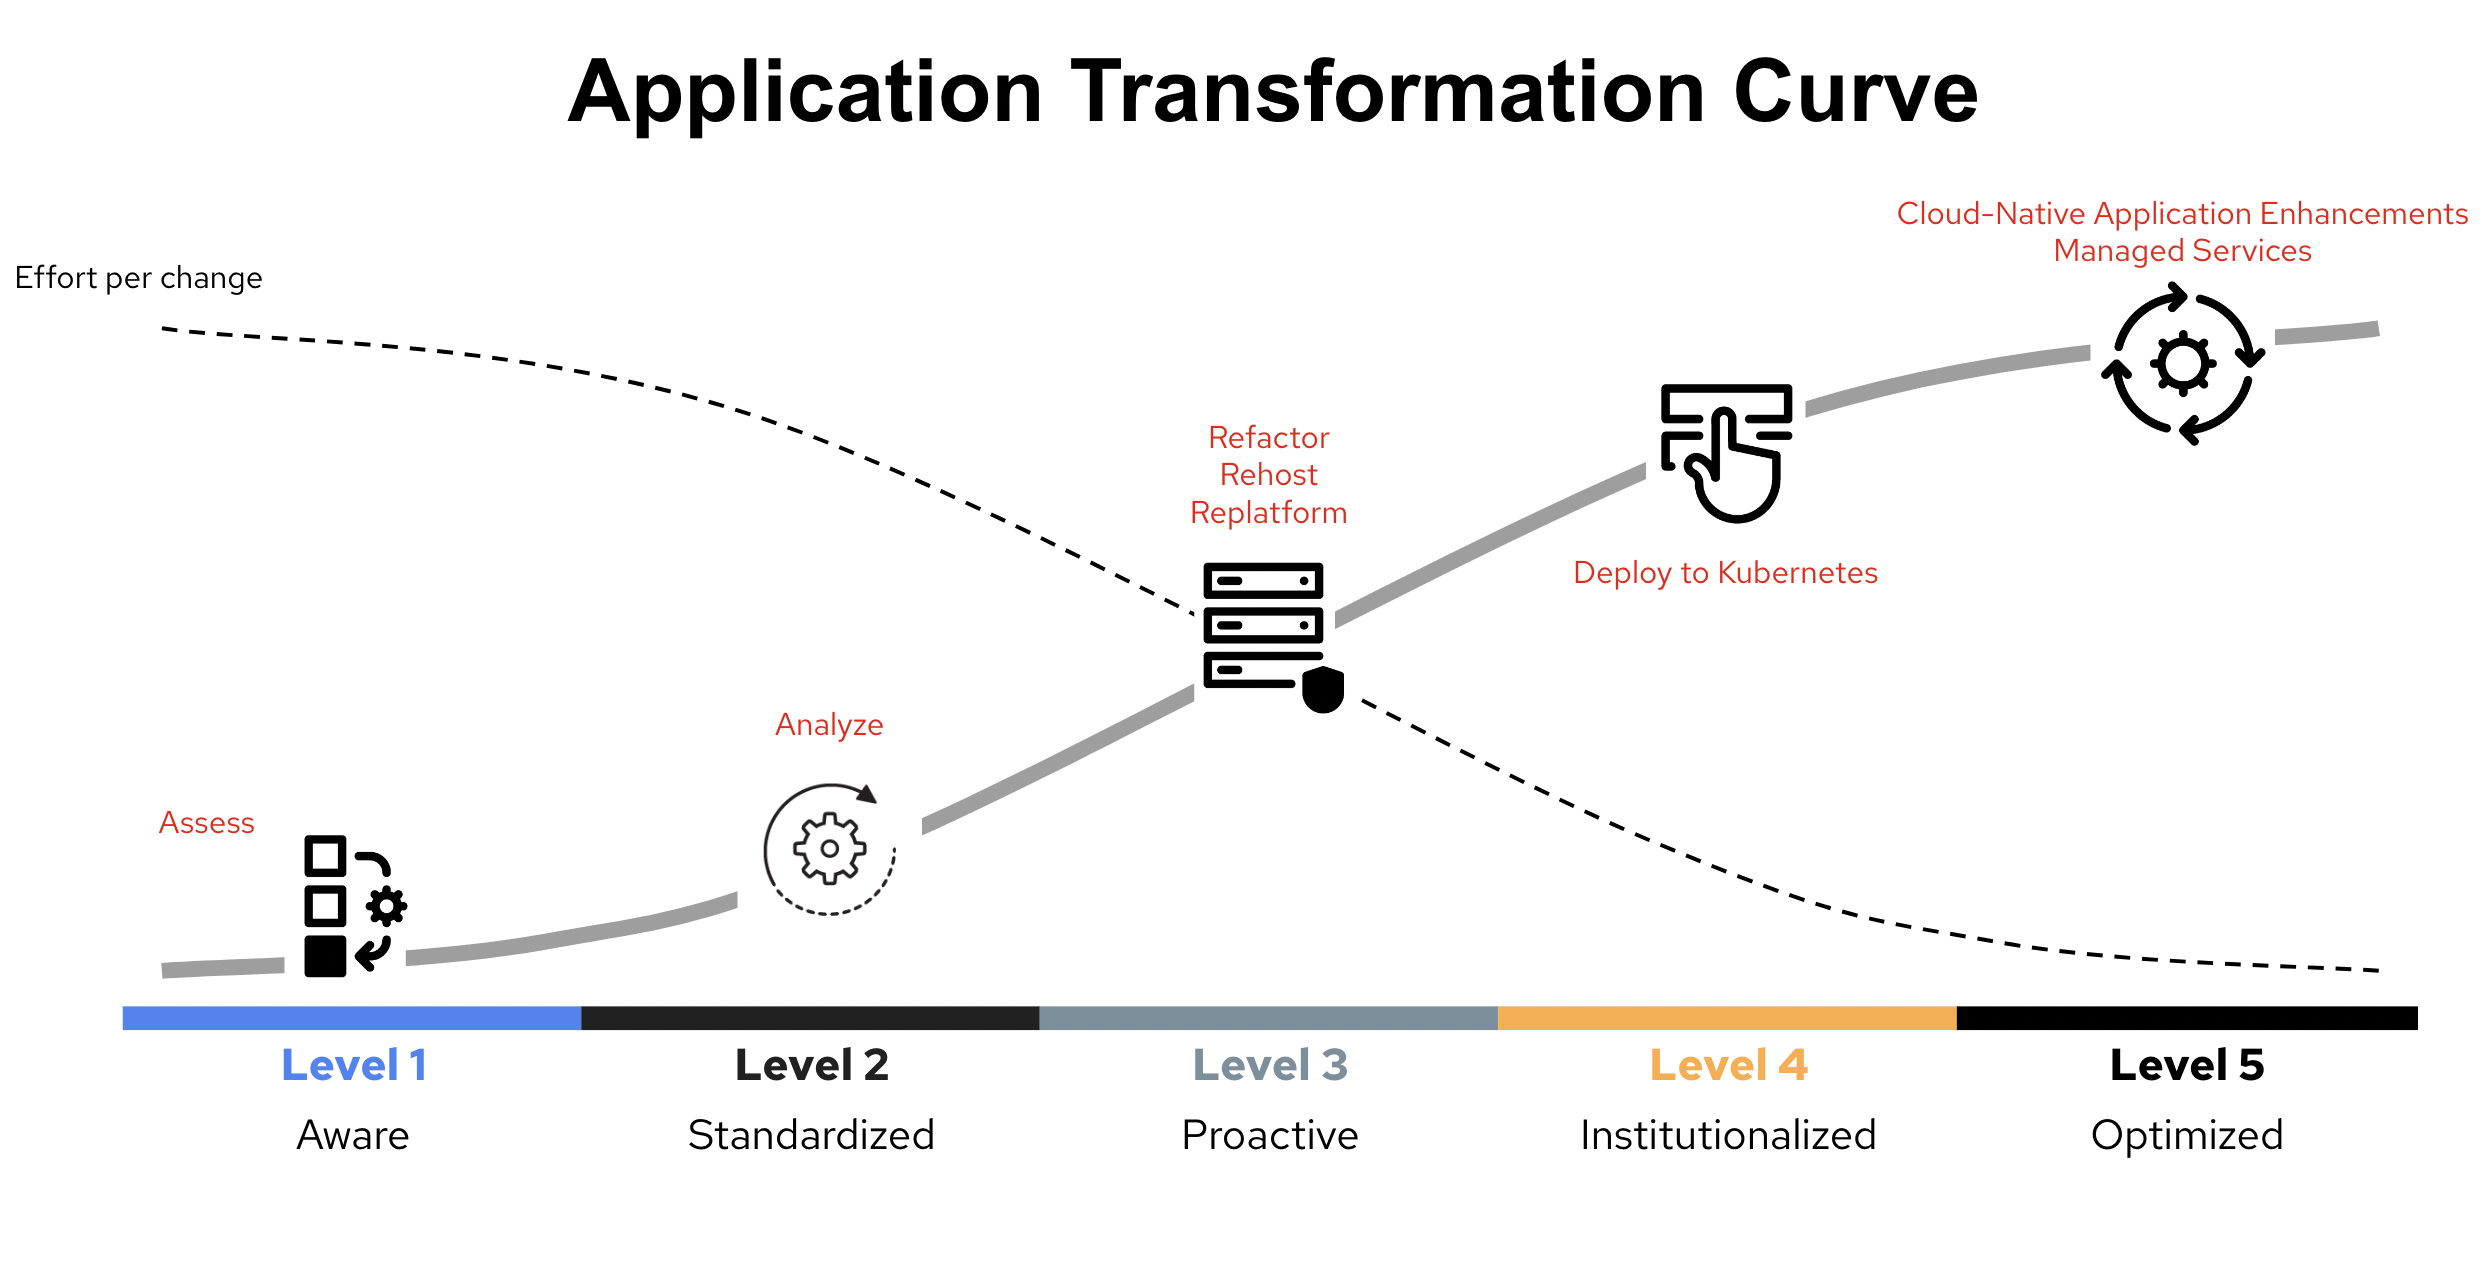 Application Transformation Curve
Cloud-Native Application Enhancements
Managed Services
Effort per change
Refactor
Rehost
Replatform
Deploy to Kubernetes
Analyze
Assess
Level 1
Level 2
Level 3
Level 4
Level 5
Aware
Standardized
Proactive
Institutionalized
Optimized